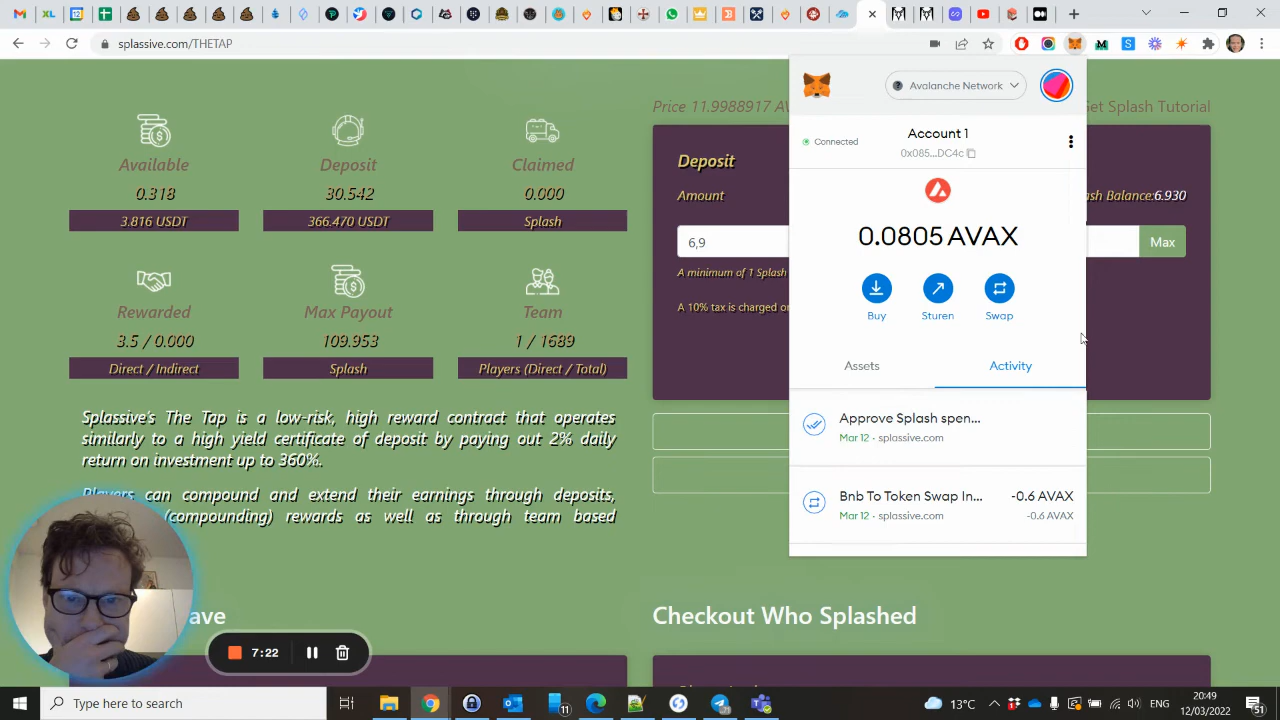 splassive.com/THETAP
Price 11.9988917 AV
et Splash Tutorial
Avalanche Network
Connected
Account 1
0x085...DC4c
0.0805 AVAX
Buy
Sturen
Swap
Assets
Activity
Approve Splash spen...
Mar 12 · splassive.com
Bnb To Token Swap In...
-0.6 AVAX
Mar 12 · splassive.com
-0.6 AVAX
Available
0.318
3.816 USDT
Deposit
30.542
366.470 USDT
Claimed
0.000
Splash
Rewarded
3.5 / 0.000
Direct / Indirect
Max Payout
109.953
Splash
Team
1 / 1689
Players (Direct / Total)
Deposit
Amount
ash Balance:6.930
6,9
Max
A minimum of 1 Splash
A 10% tax is charged o
Splassive's The Tap is a low-risk, high reward contract that operates
similarly to a high yield certificate of deposit by paying out 2% daily
return on investment up to 360%.
Players can compound and extend their earnings through deposits,
(compounding) rewards as well as through team based
ave
Checkout Who Splashed
7:22
Type here to search
11
13°C
ENG
20:49
12/03/2022
51